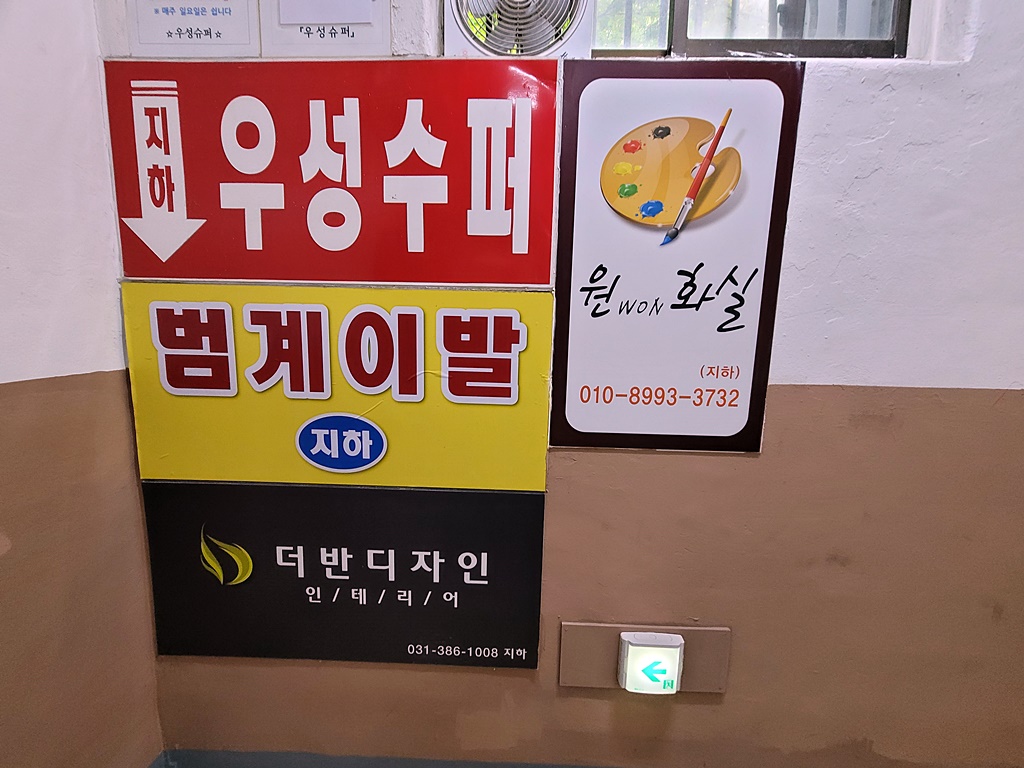 ※ 매주 일요일은 쉽니다
☆우성슈퍼☆
『우성슈퍼』
지하
우성수퍼
범계이발
지하
더반디자인
인/테/리/어
031-386-1008 지하
원 WON 화실
(지하)
010-8993-3732